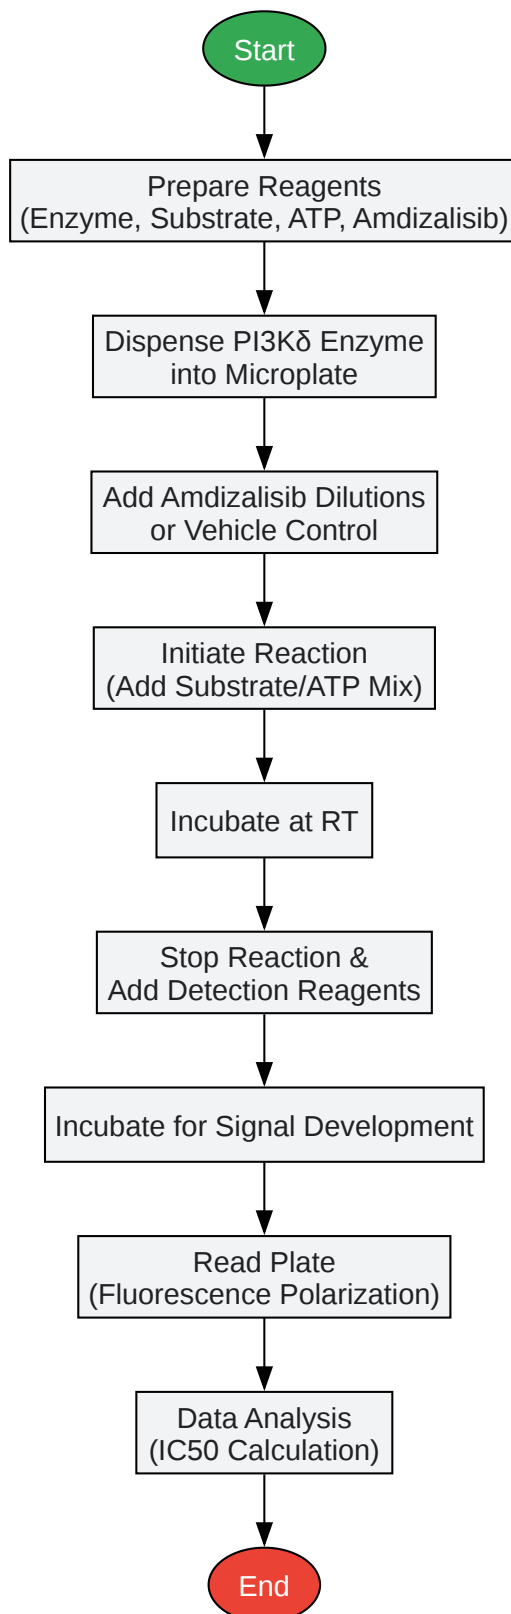 Start
Prepare Reagents
(Enzyme, Substrate, ATP, Amdizalisib)
Dispense PI3Kδ Enzyme
into Microplate
Add Amdizalisib Dilutions
or Vehicle Control
Initiate Reaction
(Add Substrate/ATP Mix)
Incubate at RT
Stop Reaction &
Add Detection Reagents
Incubate for Signal Development
Read Plate
(Fluorescence Polarization)
Data Analysis
(IC50 Calculation)
End